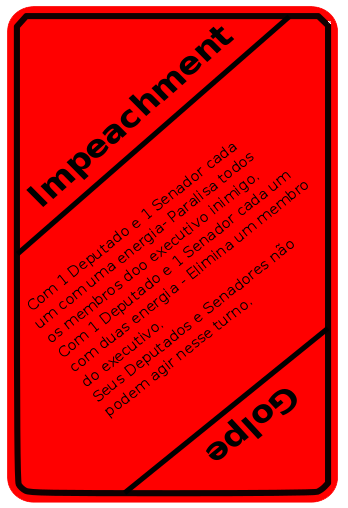 Impeachment
Com 1 Deputado e 1 Senador cada
um com uma energia- Paralisa todos
os membros doo executivo inimigo.
Com 1 Deputado e 1 Senador cada um
com duas energia - Elimina um membro
do executivo.
Seus Deputados e Senadores não
podem agir nesse turno.
Golpe